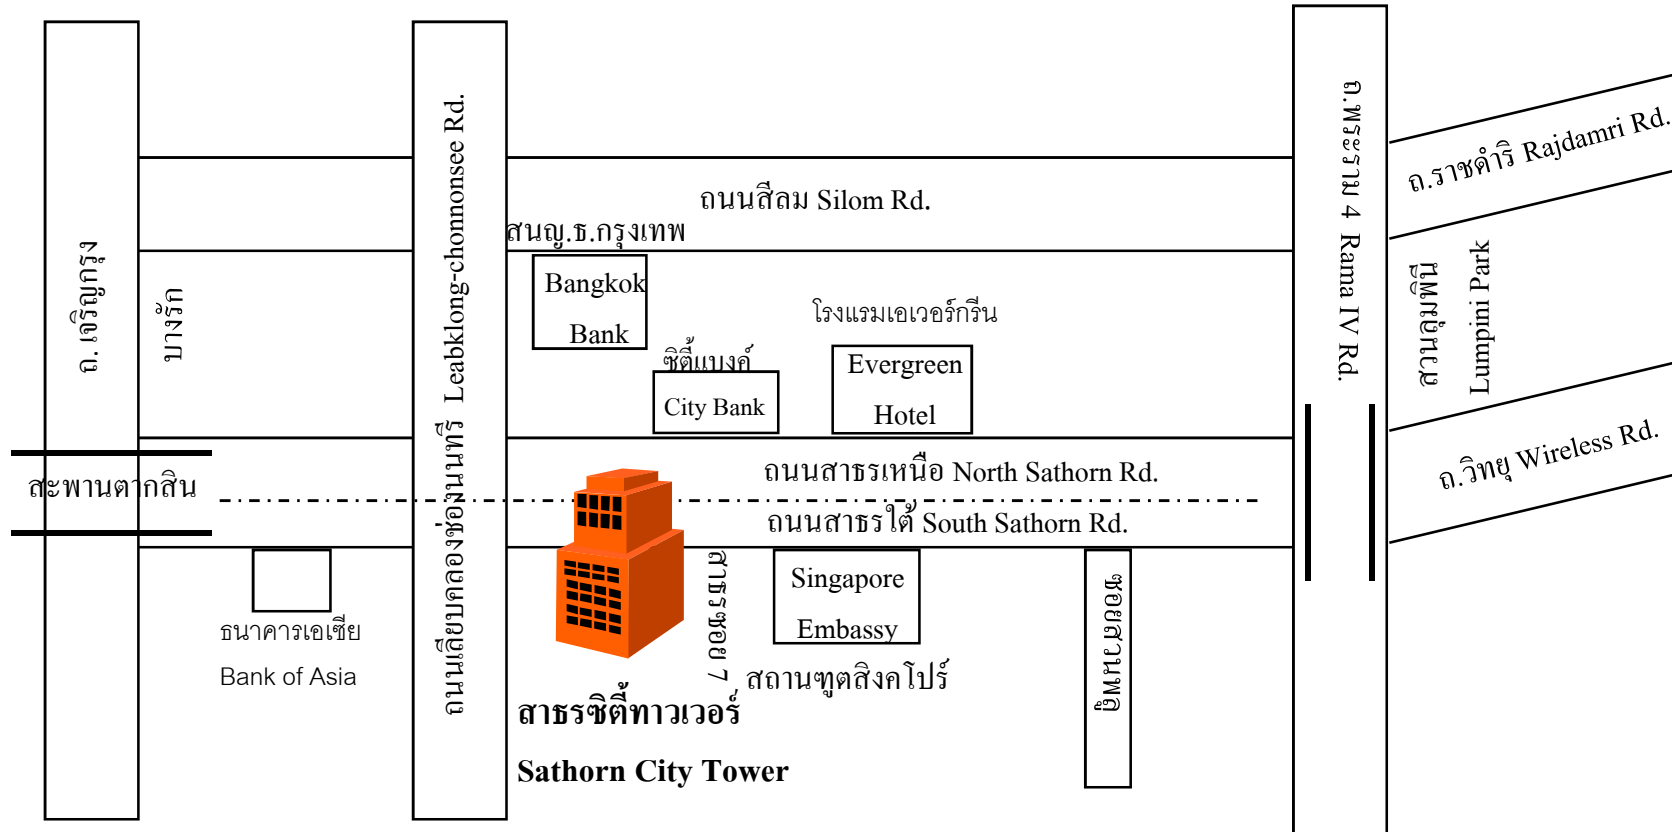 ถ. เจริญกรุง
บางรัก
สะพานตากสิน
ถนนเลียบคลองช่องนนทรี Leabklong-chonnonsee Rd.
ถนนสีลม Silom Rd.
สนญ.ธ.กรุงเทพ
Bangkok
Bank
ซิตี้แบงค์
City Bank
โรงแรมเอเวอร์กรีน
Evergreen
Hotel
ถนนสาธรเหนือ North Sathorn Rd.
ถนนสาธรใต้ South Sathorn Rd.
ธนาคารเอเซีย
Bank of Asia
สาธรซอย 7
Singapore
Embassy
สถานฑูตสิงคโปร์
ซอยสวนพลู
สาธรซิตี้ทาวเวอร์
Sathorn City Tower
ถ.พระราม 4 Rama IV Rd.
ถ.ราชดำริ Rajdamri Rd.
สวนลุมพินี
Lumpini Park
ถ.วิทยุ Wireless Rd.